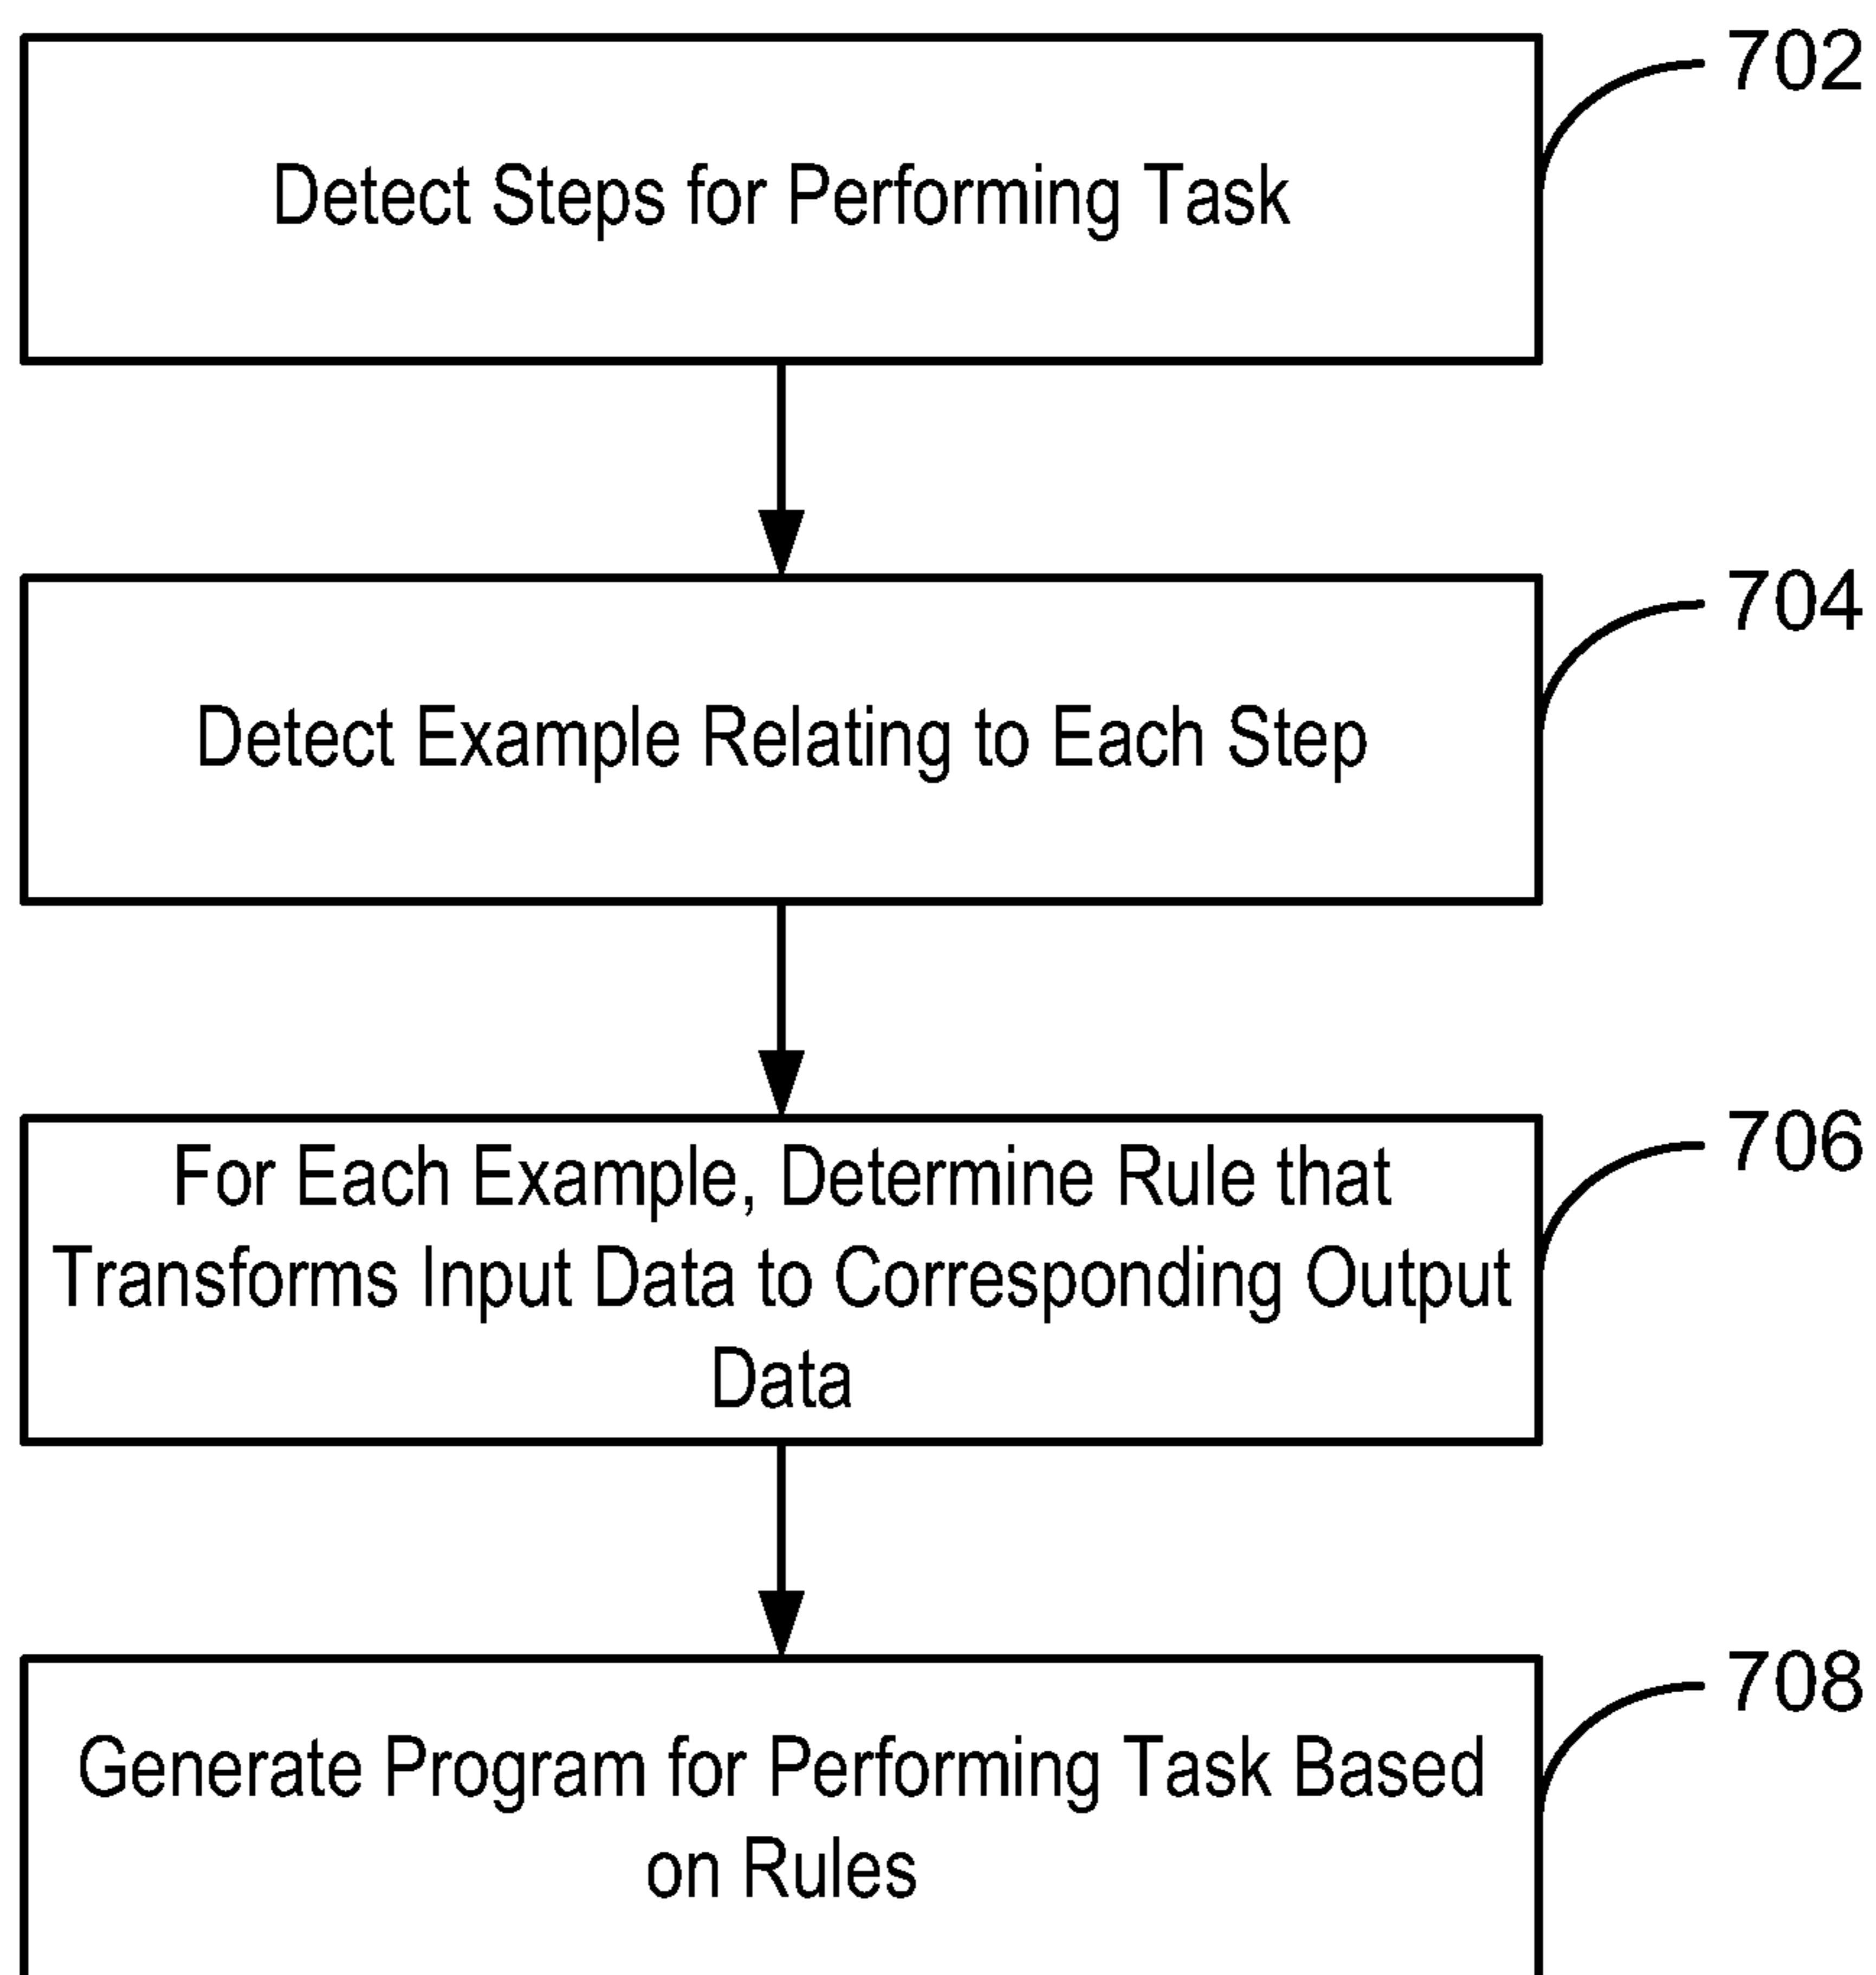 702
Detect Steps for Performing Task
704
Detect Example Relating to Each Step
706
For Each Example, Determine Rule that
Transforms Input Data to Corresponding Output
Data
708
Generate Program for Performing Task Based
on Rules